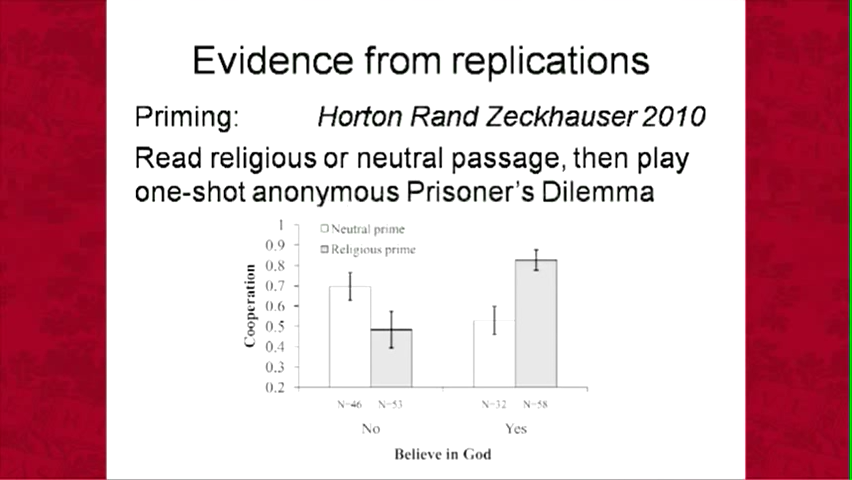 Evidence from replications
Priming: Horton Rand Zeckhauser 2010
Read religious or neutral passage, then play
one-shot anonymous Prisoner's Dilemma
Neutral prime
Religious prime
Cooperation
1
0.9
0.8
0.7
0.6
0.5
0.4
0.3
0.2
N=46 N=53 N=32 N=58
No Yes
Believe in God